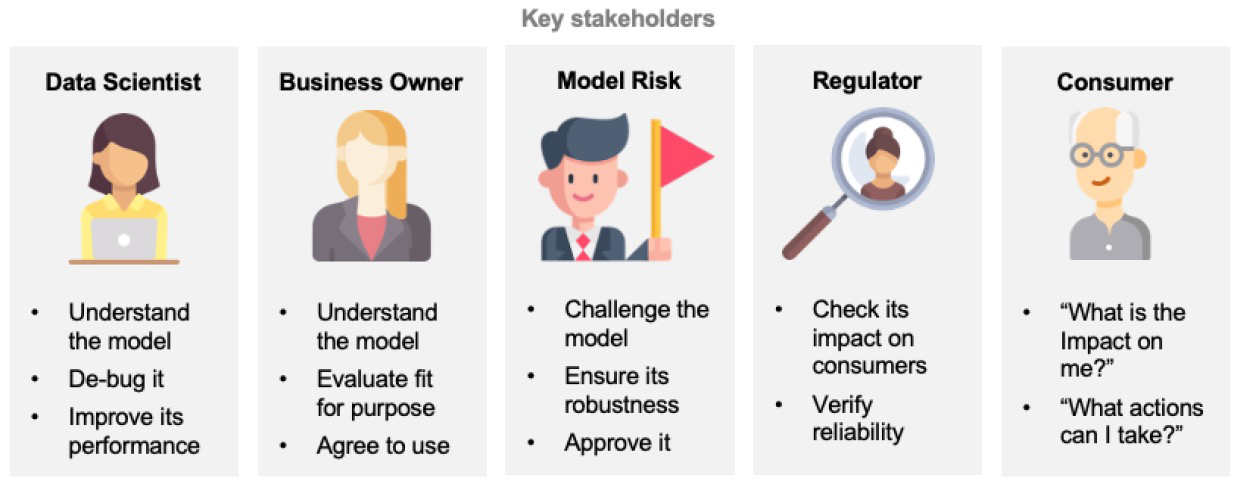 Key stakeholders
Data Scientist
• Understand
the model
• De-bug it
• Improve its
performance
Business Owner
• Understand
the model
• Evaluate fit
for purpose
• Agree to use
Model Risk
• Challenge the
model
• Ensure its
robustness
• Approve it
Regulator
• Check its
impact on
consumers
• Verify
reliability
Consumer
• “What is the
Impact on
me?”
• “What actions
can I take?”